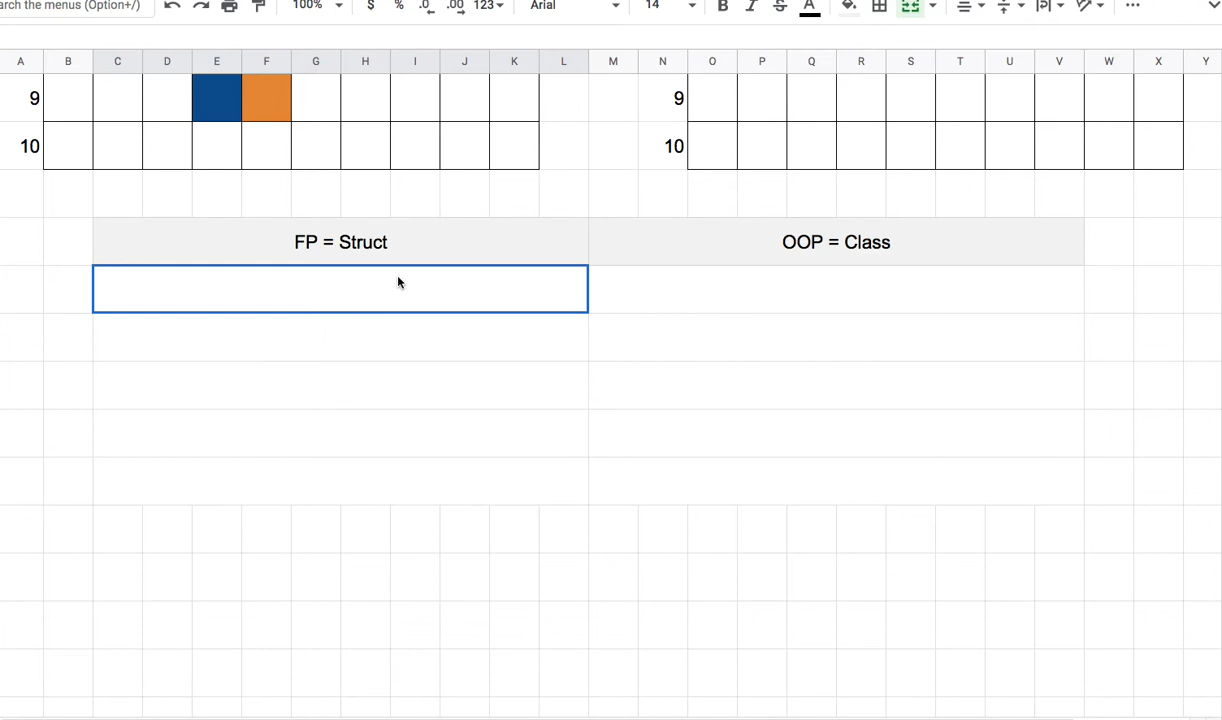 arch the menus (Option+/) 100% $ % .0 .00 123 Arial 14 B I S A
A B C D E F G H I J K L M N O P Q R S T U V W X Y
9 9
10 10
FP = Struct OOP = Class